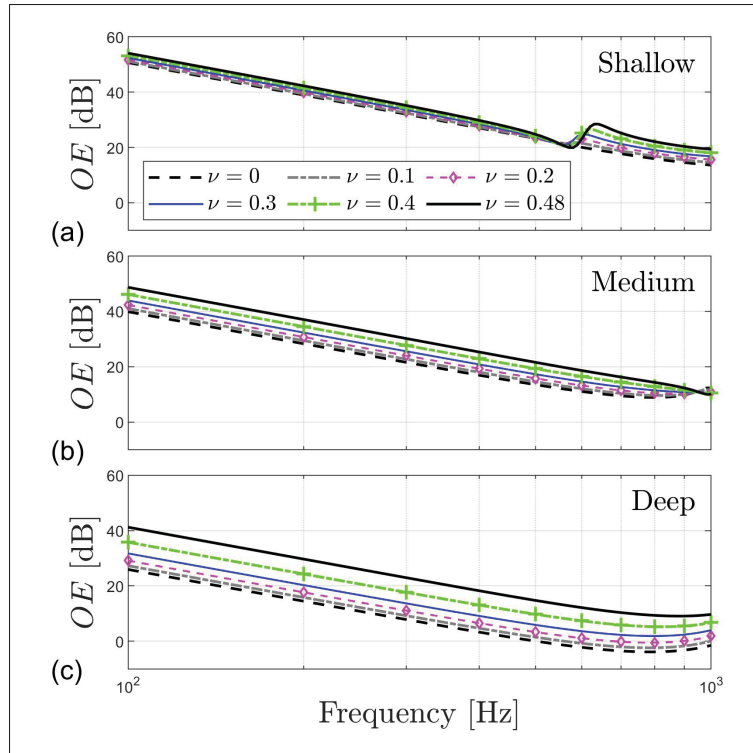 60
40
20
0
OE [dB]
Shallow
ν = 0 ν = 0.1 ν = 0.2
ν = 0.3 ν = 0.4 ν = 0.48
(a)
60
40
20
0
OE [dB]
Medium
(b)
60
40
20
0
OE [dB]
Deep
(c)
10² 10³
Frequency [Hz]